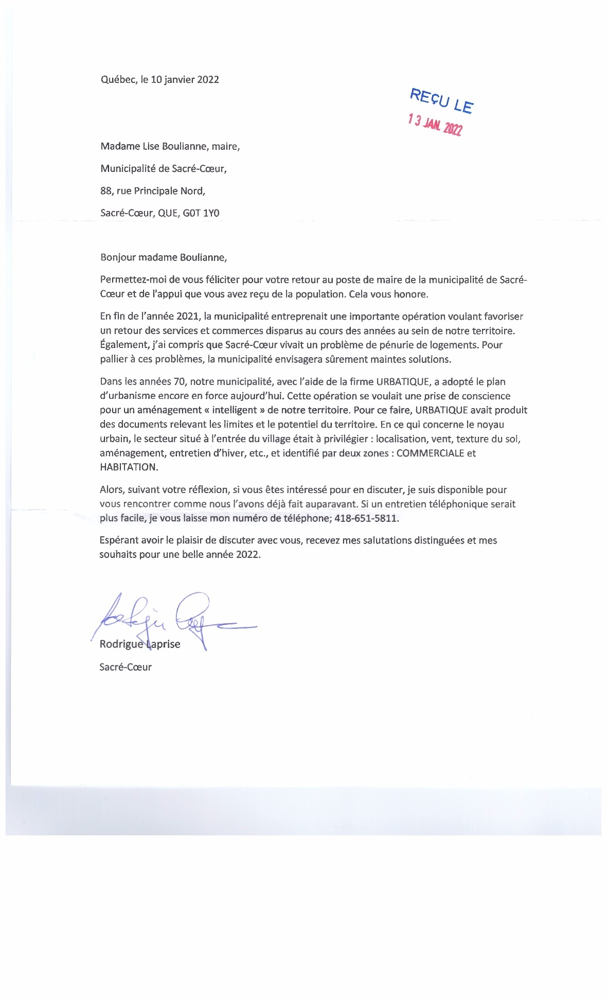 Québec, le 10 janvier 2022
REÇU LE
13 JAN. 2022
Madame Lise Boulianne, maire,
Municipalité de Sacré-Cœur,
88, rue Principale Nord,
Sacré-Cœur, QUE, G0T 1Y0
Bonjour madame Boulianne,
Permettez-moi de vous féliciter pour votre retour au poste de maire de la municipalité de Sacré-
Cœur et de l'appui que vous avez reçu de la population. Cela vous honore.
En fin de l'année 2021, la municipalité entreprenait une importante opération voulant favoriser
un retour des services et commerces disparus au cours des années au sein de notre territoire.
Également, j'ai compris que Sacré-Cœur vivait un problème de pénurie de logements. Pour
pallier à ces problèmes, la municipalité envisagera sûrement maintes solutions.
Dans les années 70, notre municipalité, avec l'aide de la firme URBATIQUE, a adopté le plan
d'urbanisme encore en force aujourd'hui. Cette opération se voulait une prise de conscience
pour un aménagement « intelligent » de notre territoire. Pour ce faire, URBATIQUE avait produit
des documents relevant les limites et le potentiel du territoire. En ce qui concerne le noyau
urbain, le secteur situé à l'entrée du village était à privilégier : localisation, vent, texture du sol,
aménagement, entretien d'hiver, etc., et identifié par deux zones : COMMERCIALE et
HABITATION.
Alors, suivant votre réflexion, si vous êtes intéressé pour en discuter, je suis disponible pour
vous rencontrer comme nous l'avons déjà fait auparavant. Si un entretien téléphonique serait
plus facile, je vous laisse mon numéro de téléphone; 418-651-5811.
Espérant avoir le plaisir de discuter avec vous, recevez mes salutations distinguées et mes
souhaits pour une belle année 2022.
Rodrigue Laprise
Sacré-Cœur